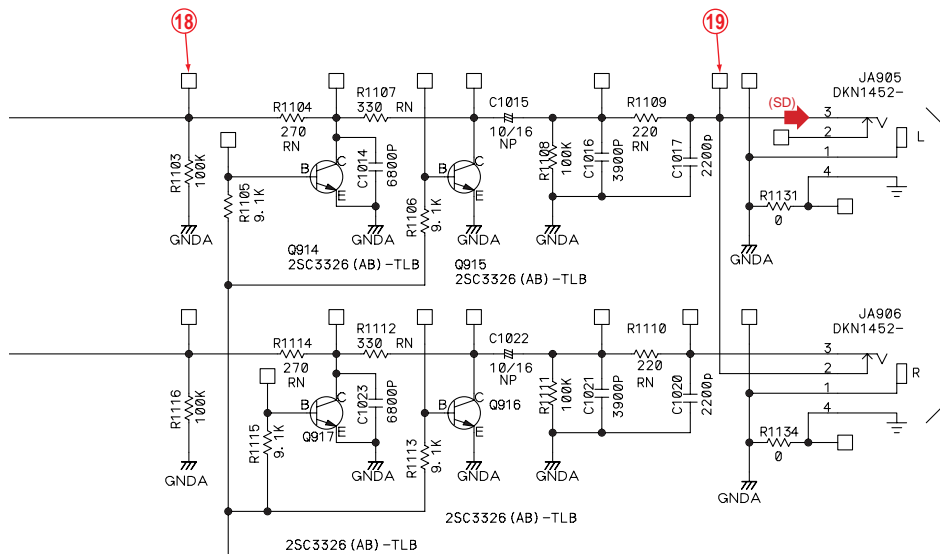 18
19
JA905
DKN1452-
R1107
330 RN
C1015
R1109
R1104
(SD)
3
270
RN
10/16
NP
220
RN
2
L
R1103
100K
B
C
E
C1014
6800P
B
C
E
R1108
100K
C1016
3900P
C1017
2200p
1
4
R1105
9.1K
R1106
9.1K
R1131
0
GNDA
GNDA
GNDA
GNDA
GNDA
Q914
2SC3326(AB)-TLB
Q915
2SC3326(AB)-TLB
JA906
DKN1452-
R1112
330 RN
C1022
R1110
R1114
3
270
RN
10/16
NP
220
RN
2
R
R1116
100K
B
C
E
C1023
6800P
B
C
E
Q916
R1111
100K
C1021
3900P
C1020
2200p
1
4
Q917
R1115
9.1K
R1113
9.1K
R1134
0
GNDA
GNDA
GNDA
GNDA
GNDA
2SC3326(AB)-TLB
2SC3326(AB)-TLB